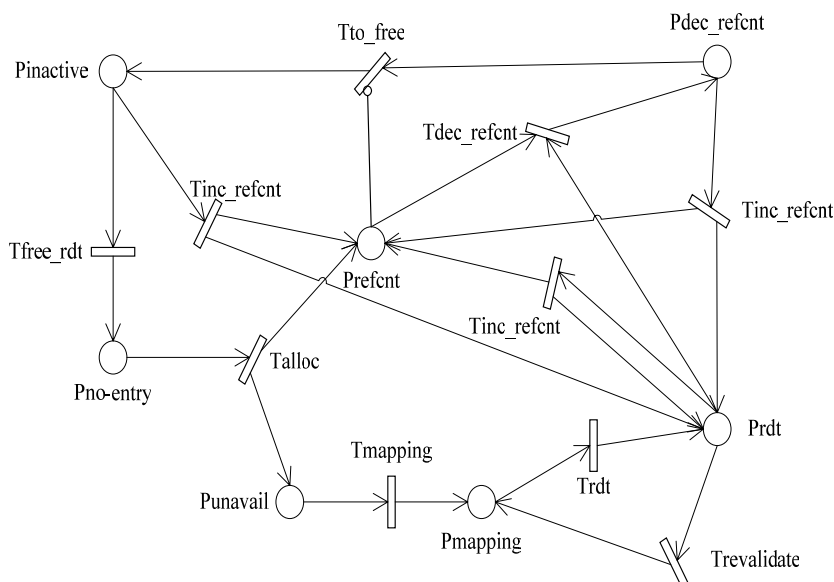 Tto_free
Pdec_refcnt
Pinactive
Tdec_refcnt
Tinc_refcnt
Tinc_refcnt
Tfree_rdt
Prefcnt
Tinc_refcnt
Talloc
Pno-entry
Prdt
Tmapping
Trdt
Punavail
Pmapping
Trevalidate